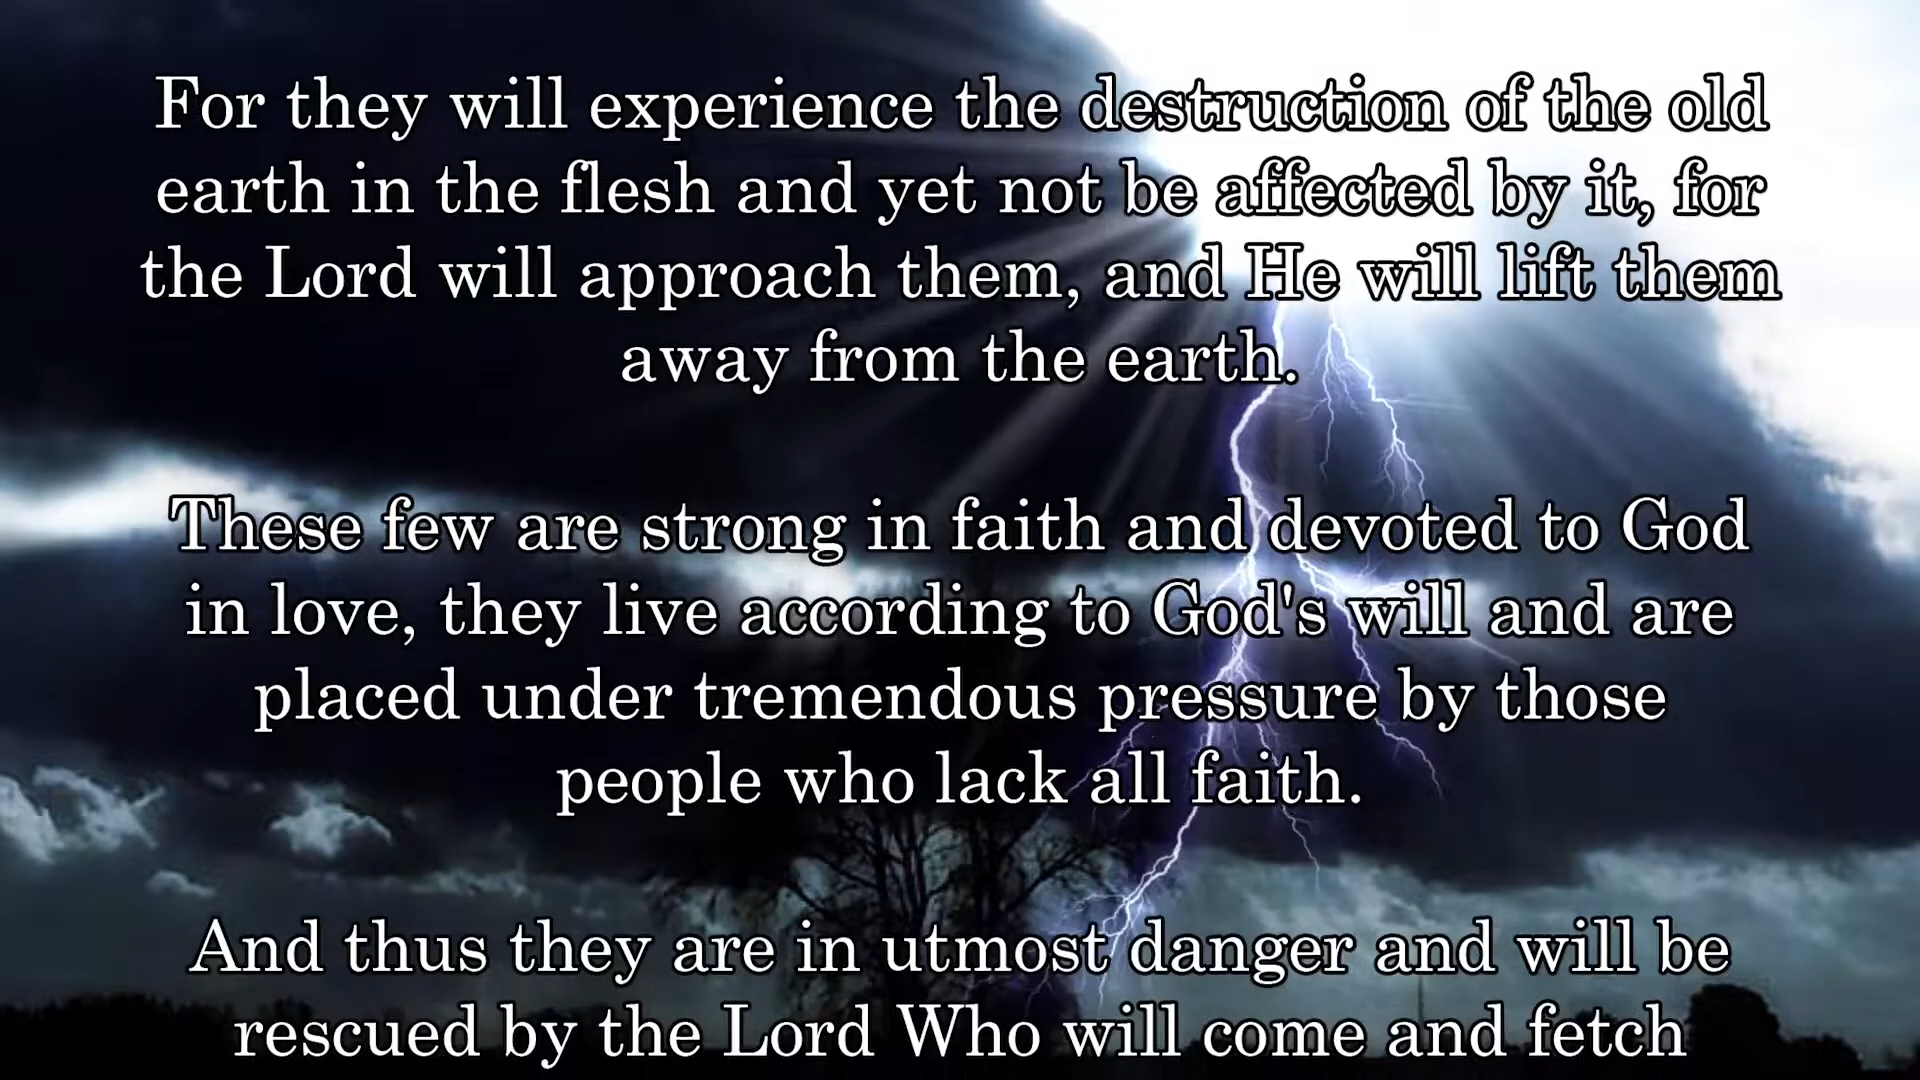 For they will experience the destruction of the old
earth in the flesh and yet not be affected by it, for
the Lord will approach them, and He will lift them
away from the earth.
These few are strong in faith and devoted to God
in love, they live according to God's will and are
placed under tremendous pressure by those
people who lack all faith.
And thus they are in utmost danger and will be
rescued by the Lord Who will come and fetch